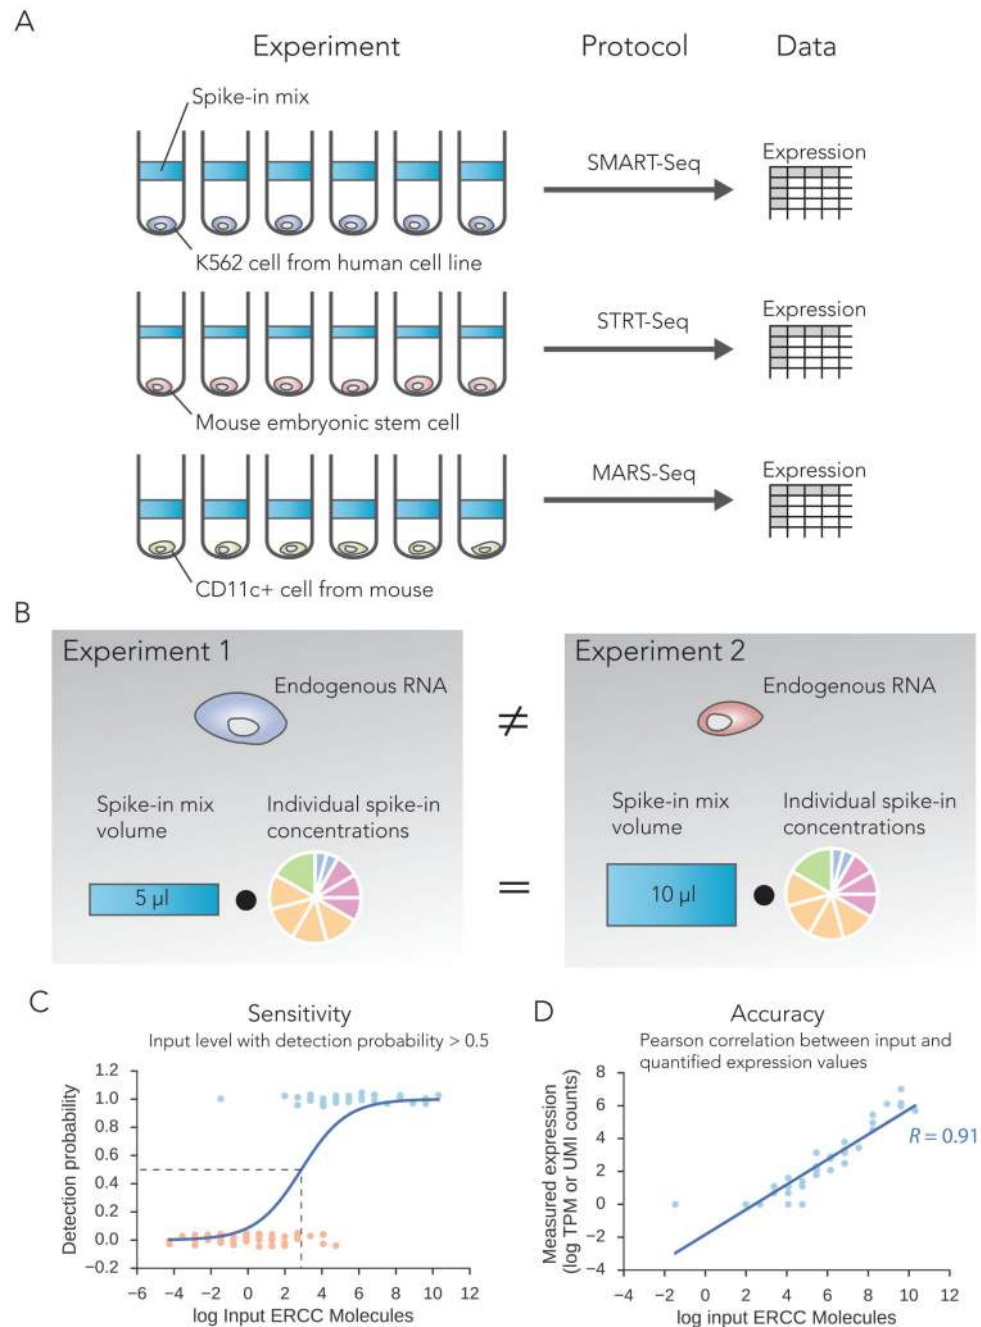 A
Experiment
Protocol
Data
Spike-in mix
SMART-Seq
Expression
K562 cell from human cell line
STRT-Seq
Expression
Mouse embryonic stem cell
MARS-Seq
Expression
CD11c+ cell from mouse
B
Experiment 1
Endogenous RNA
Spike-in mix
volume
Individual spike-in
concentrations
5 µl
≠
=
Experiment 2
Endogenous RNA
Spike-in mix
volume
Individual spike-in
concentrations
10 µl
C
Sensitivity
Input level with detection probability > 0.5
Detection probability
1.2
1.0
0.8
0.6
0.4
0.2
0.0
−0.2
−6 −4 −2 0 2 4 6 8 10 12
log Input ERCC Molecules
D
Accuracy
Pearson correlation between input and
quantified expression values
Measured expression
(log TPM or UMI counts)
8
6
4
2
0
−2
−4
R = 0.91
−4 −2 0 2 4 6 8 10 12
log input ERCC Molecules